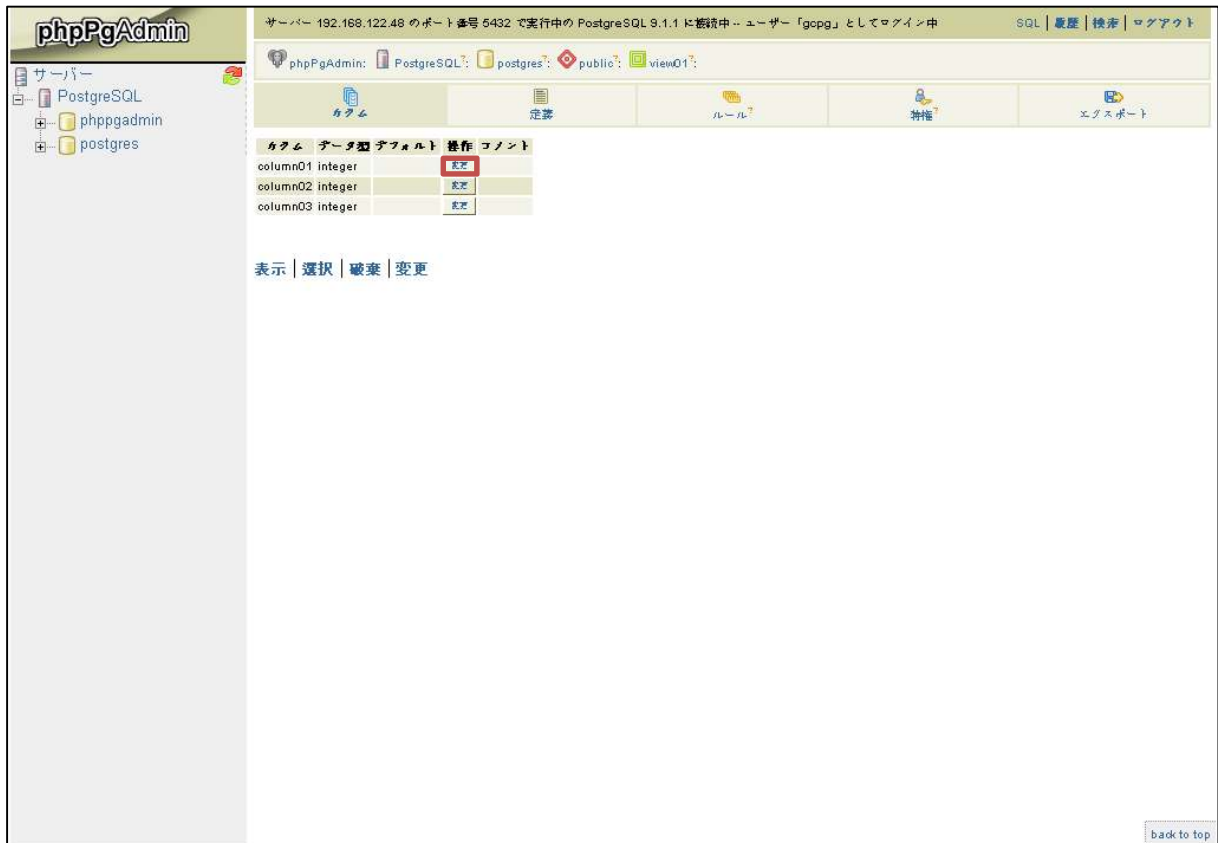 phpPgAdmin
サーバー 192.168.122.48 のポート番号 5432 で実行中の PostgreSQL 9.1.1 に接続中 -- ユーザー「gcpg」としてログイン中
SQL | 履歴 | 検索 | ログアウト
phpPgAdmin: PostgreSQL?: postgres?: public?: view01?:
サーバー
PostgreSQL
phppgadmin
postgres
カラム 定義 ルール? 特権? エクスポート
カラム データ型 デフォルト 操作 コメント
column01 integer 変更
column02 integer 変更
column03 integer 変更
表示 | 選択 | 破棄 | 変更
back to top